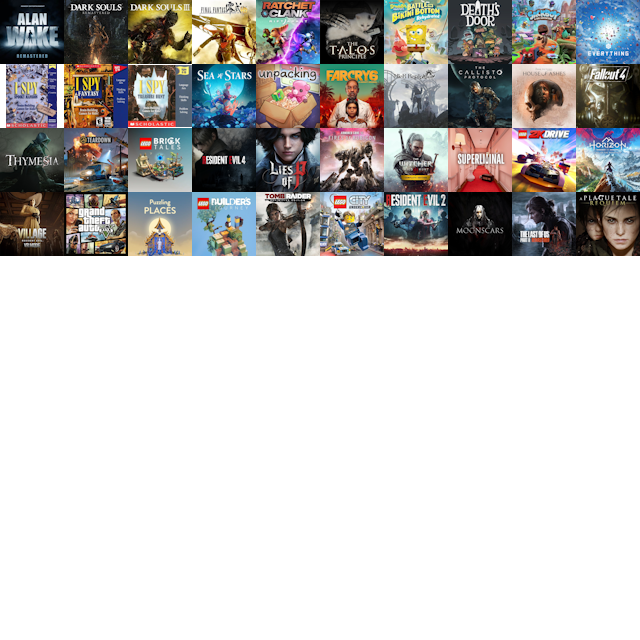 ALAN WAKE
REMASTERED
DARK SOULS
REMASTERED
DARK SOULS III
FINAL FANTASY
RATCHET
& CLANK
THE
TALOS
PRINCIPLE
BATTLE FOR
BIKINI BOTTOM
Rehydrated
DEATH'S
DOOR
EVERYTHING
I SPY
SCHOLASTIC
I SPY
FANTASY
I SPY
TREASURE HUNT
SCHOLASTIC
SEA OF STARS
unpacking
FARCRY6
THE
CALLISTO
PROTOCOL
HOUSE OF ASHES
Fallout 4
THYMESIA
TEARDOWN
LEGO
BRICK
TALES
RESIDENT EVIL 4
LIES
OF P
THE
WITCHER
SUPERLIMINAL
LEGO 2K DRIVE
HORIZON
VILLAGE
grand
theft
auto
Puzzling
PLACES
LEGO BUILDER'S
JOURNEY
TOMB RAIDER
LEGO CITY
UNDERCOVER
RESIDENT EVIL 2
MOONSCARS
THE LAST OF US
A PLAGUE TALE
REQUIEM